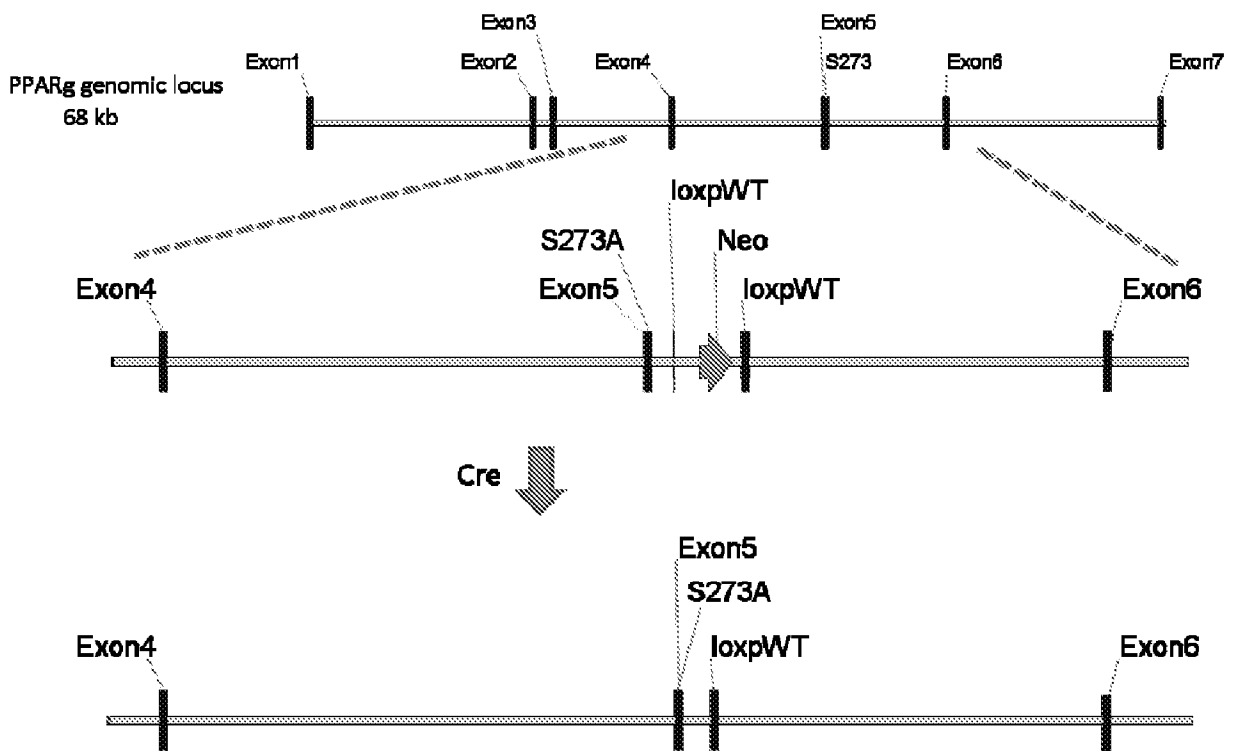 Exon3
Exon5
Exon1
Exon2
Exon4
S273
Exon6
Exon7
PPARg genomic locus
68 kb
loxpWT
S273A
Neo
Exon4
Exon5
loxpWT
Exon6
Cre
Exon5
S273A
Exon4
loxpWT
Exon6